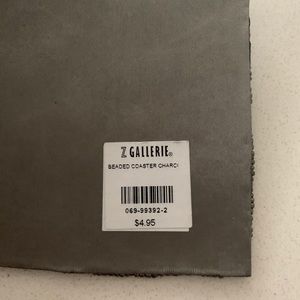 Z GALLERIE®
BEADED COASTER CHARC
069-99392-2
$4.95